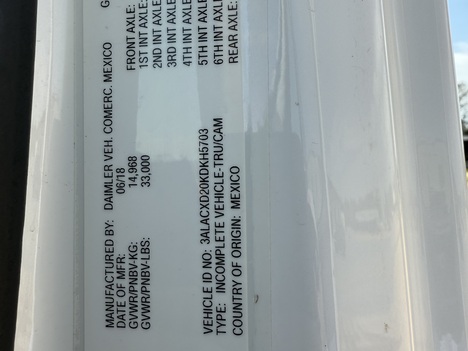 MANUFACTURED BY: DAIMLER VEH. COMERC. MEXICO
DATE OF MFR: 06/18
GVWR/PNBV-KG: 14,968
GVWR/PNBV-LBS: 33,000
G
FRONT AXLE:
1ST INT AXLE
2ND INT AXLE
3RD INT AXLE
4TH INT AXLE
5TH INT AXLE
6TH INT AXLE
REAR AXLE:
VEHICLE ID NO: 3ALACXD20KDKH5703
TYPE: INCOMPLETE VEHICLE-TRU/CAM
COUNTRY OF ORIGIN: MEXICO